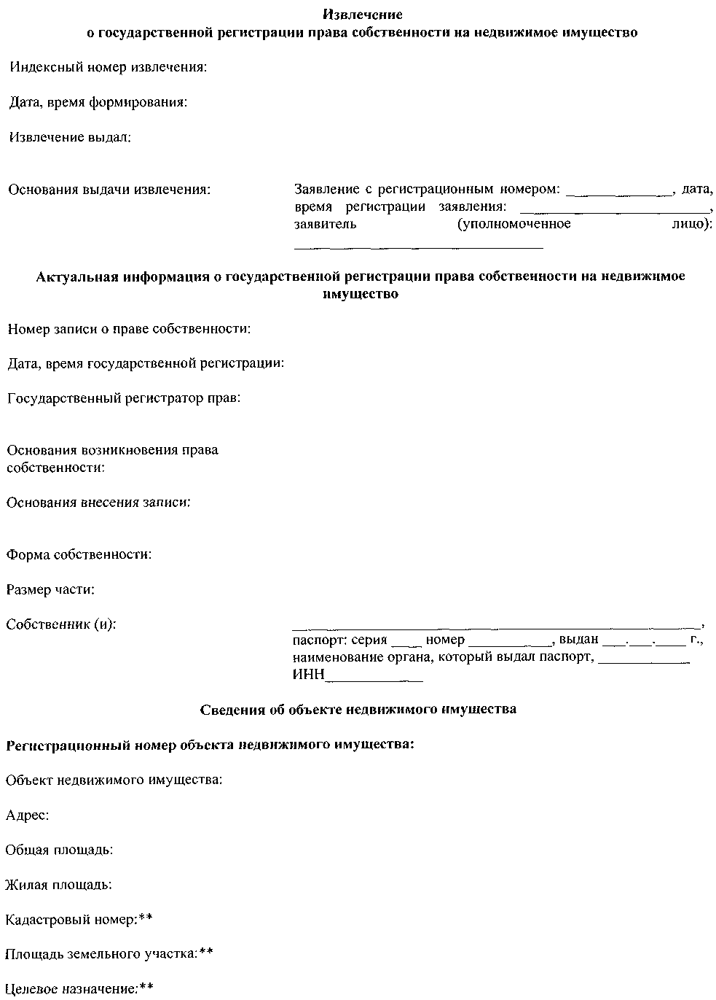 Извлечение
о государственной регистрации права собственности на недвижимое имущество
Индексный номер извлечения:
Дата, время формирования:
Извлечение выдал:
Основания выдачи извлечения:
Заявление с регистрационным номером: ______________, дата,
время регистрации заявления: _________________________,
заявитель (уполномоченное лицо):
_________________________________
Актуальная информация о государственной регистрации права собственности на недвижимое
имущество
Номер записи о праве собственности:
Дата, время государственной регистрации:
Государственный регистратор прав:
Основания возникновения права
собственности:
Основания внесения записи:
Форма собственности:
Размер части:
Собственник (и):
______________________________________________________,
паспорт: серия ____ номер ___________, выдан ___.___.____ г.,
наименование органа, который выдал паспорт, ____________
ИНН_____________
Сведения об объекте недвижимого имущества
Регистрационный номер объекта недвижимого имущества:
Объект недвижимого имущества:
Адрес:
Общая площадь:
Жилая площадь:
Кадастровый номер:**
Площадь земельного участка:**
Целевое назначение:**